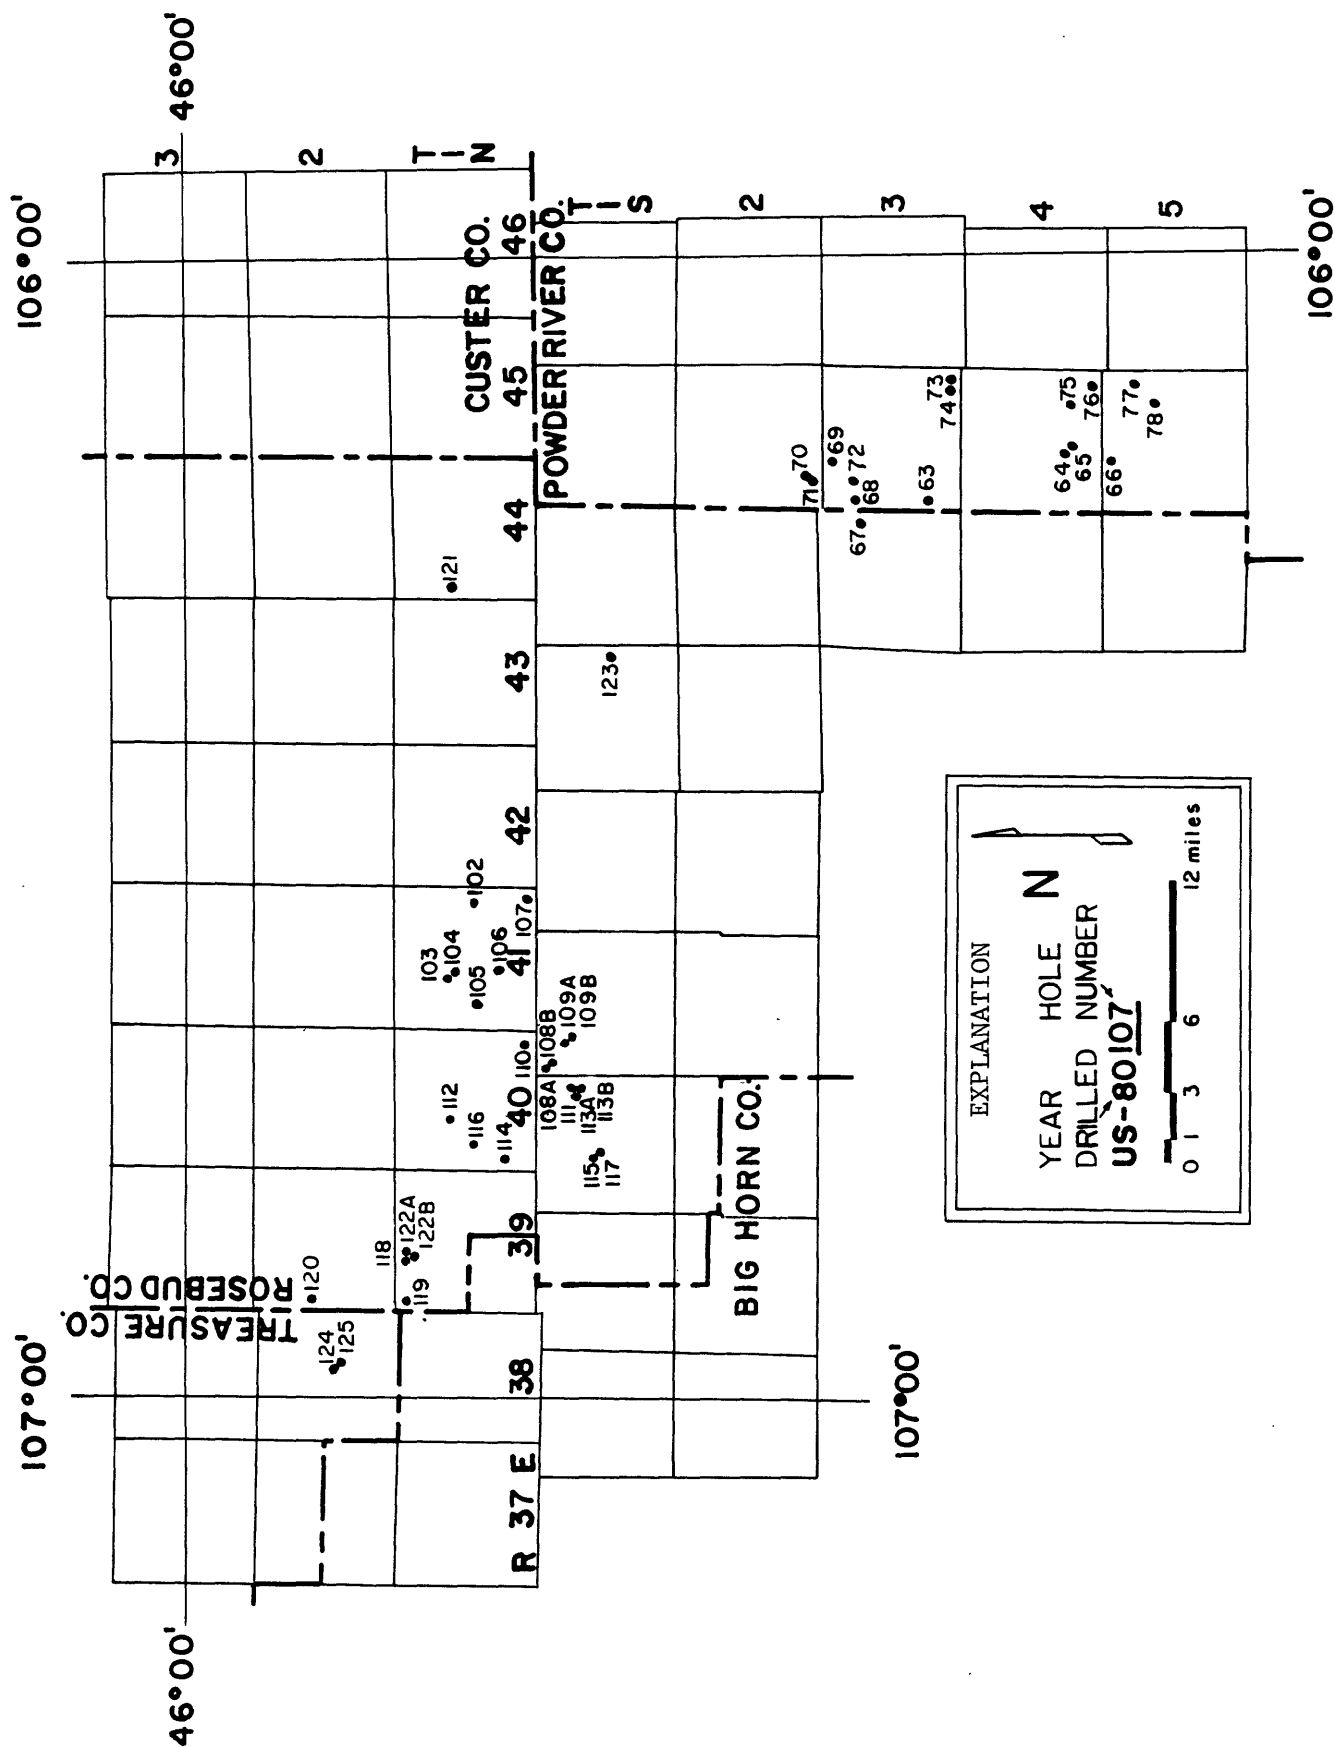 107°00'
106°00'
TREASURE CO.
ROSEBUD CO.
46°00'
46°00'
3
2
T I N
120
124
125
118
122A
122B
119
121
112
116
114
103
104
105
106
102
107
110
CUSTER CO.
R 37 E 38 39 40 41 42 43 44 45 46
POWDER RIVER CO.
T I S
108A
108B
109A
109B
111
113A
113B
115
117
123
BIG HORN CO.
2
71
70
69
67
68
72
3
63
74
73
107°00'
4
64
65
75
76
66
77
78
5
EXPLANATION
YEAR HOLE
DRILLED NUMBER
US-80107
N
0 1 3 6 12 miles
106°00'